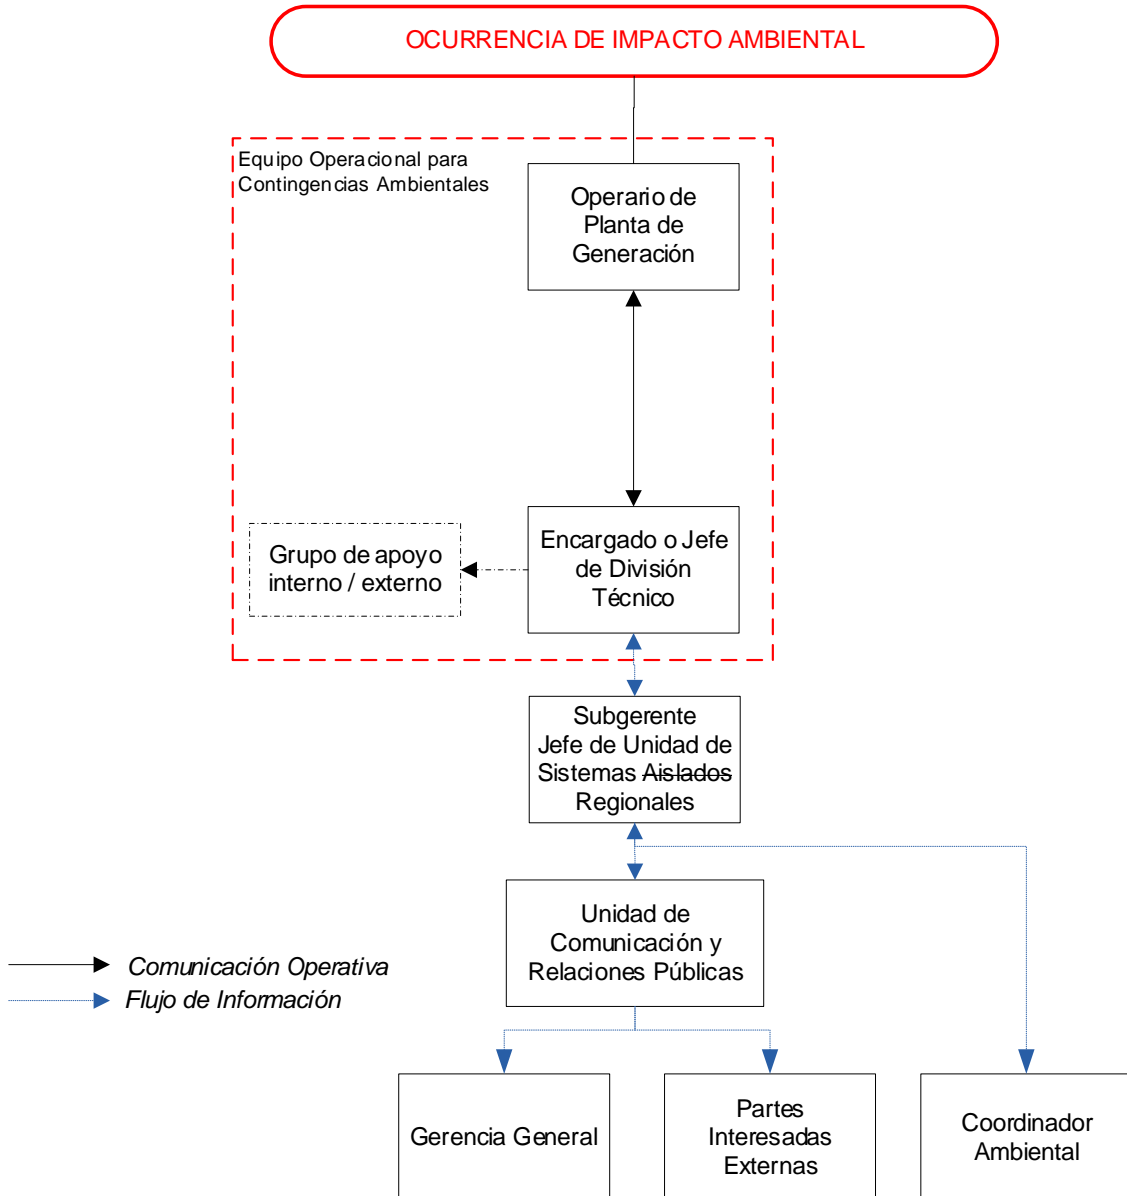 OCURRENCIA DE IMPACTO AMBIENTAL
Equipo Operacional para
Contingencias Ambientales
Operario de
Planta de
Generación
Grupo de apoyo
interno / externo
Encargado o Jefe
de División
Técnico
Subgerente
Jefe de Unidad de
Sistemas Aislados
Regionales
Unidad de
Comunicación y
Relaciones Públicas
Comunicación Operativa
Flujo de Información
Gerencia General
Partes
Interesadas
Externas
Coordinador
Ambiental